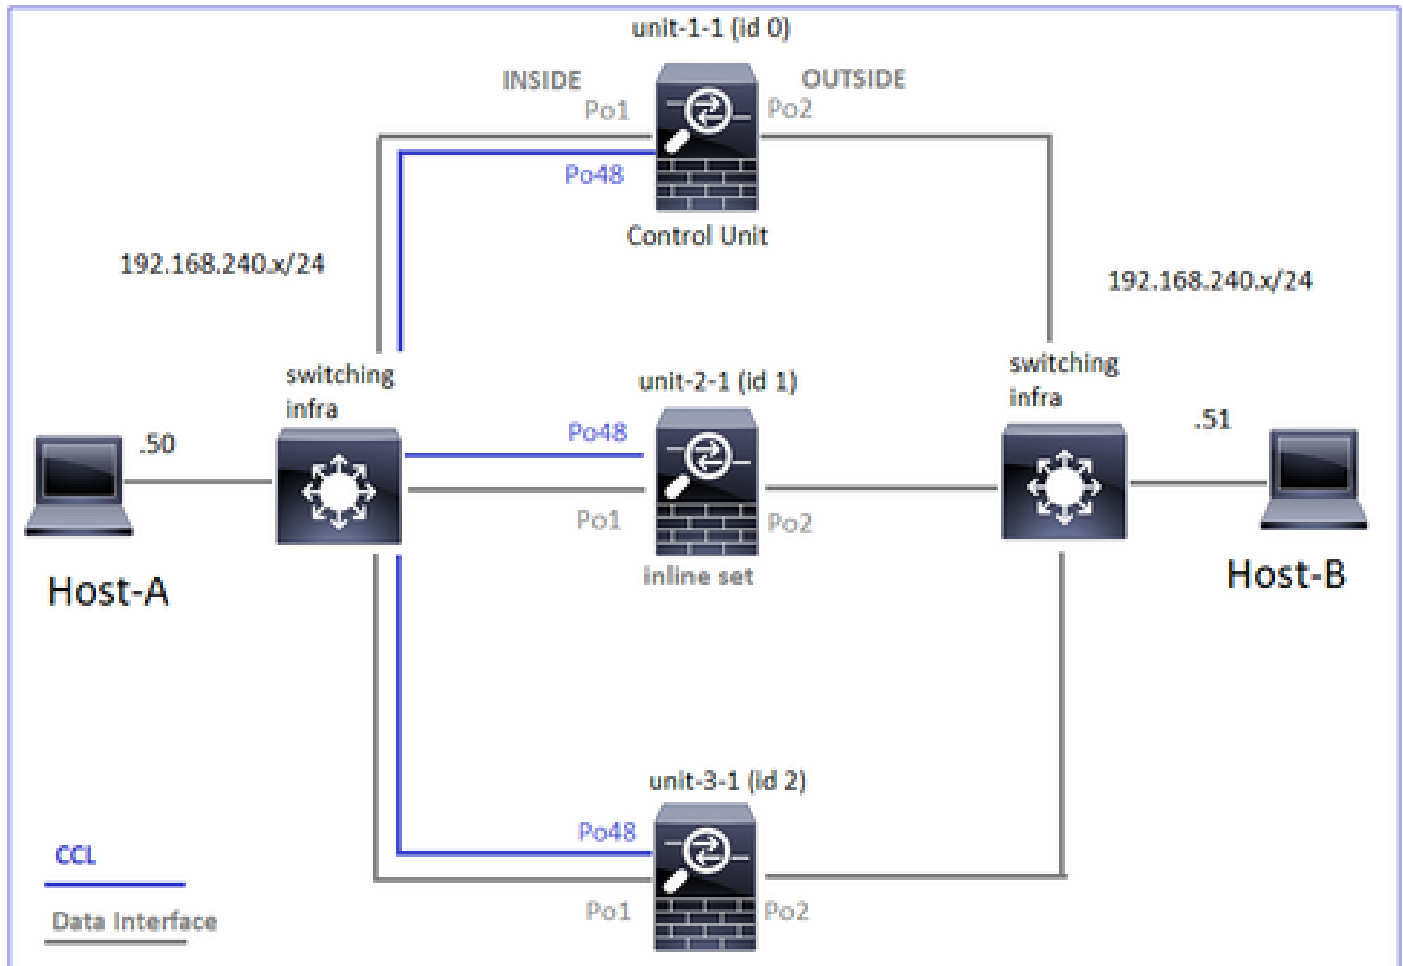 unit-1-1 (id 0)
INSIDE
OUTSIDE
Po1
Po2
Po48
Control Unit
192.168.240.x/24
192.168.240.x/24
switching
infra
switching
infra
unit-2-1 (id 1)
Po48
.50
.51
Po1
Po2
inline set
Host-A
Host-B
unit-3-1 (id 2)
Po48
CCL
Po1
Po2
Data Interface